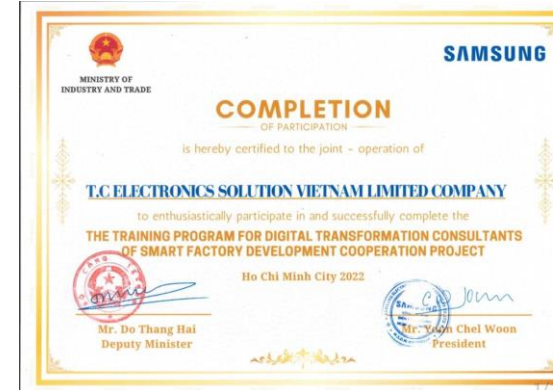 SAMSUNG
MINISTRY OF
INDUSTRY AND TRADE
COMPLETION
OF PARTICIPATION
is hereby certified to the joint - operation of
T.C ELECTRONICS SOLUTION VIETNAM LIMITED COMPANY
to enthusiastically participate in and successfully complete the
THE TRAINING PROGRAM FOR DIGITAL TRANSFORMATION CONSULTANTS
OF SMART FACTORY DEVELOPMENT COOPERATION PROJECT
Ho Chi Minh City 2022
Mr. Do Thang Hai
Deputy Minister
Mr. Chel Woon
President